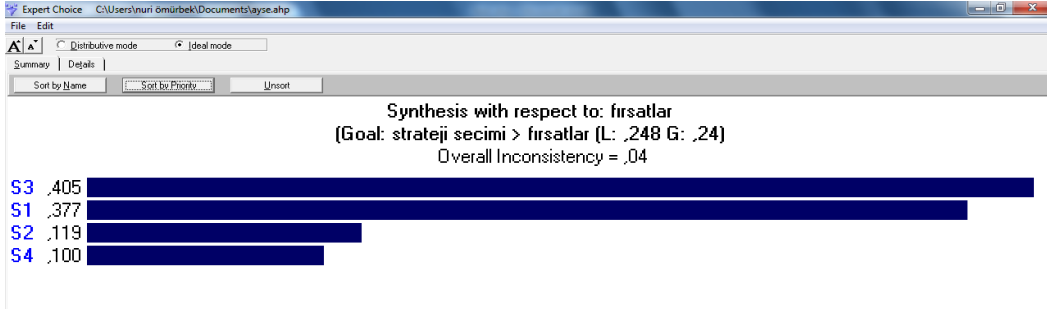 Expert Choice C:\Users\nuri ömürbek\Documents\ayse.ahp
File Edit
A A Distributive mode Ideal mode
Summary Details
Sort by Name Sort by Priority Unsort
Synthesis with respect to: fırsatlar
(Goal: strateji secimi > fırsatlar (L: ,248 G: ,24)
Overall Inconsistency = ,04
S3 ,405
S1 ,377
S2 ,119
S4 ,100